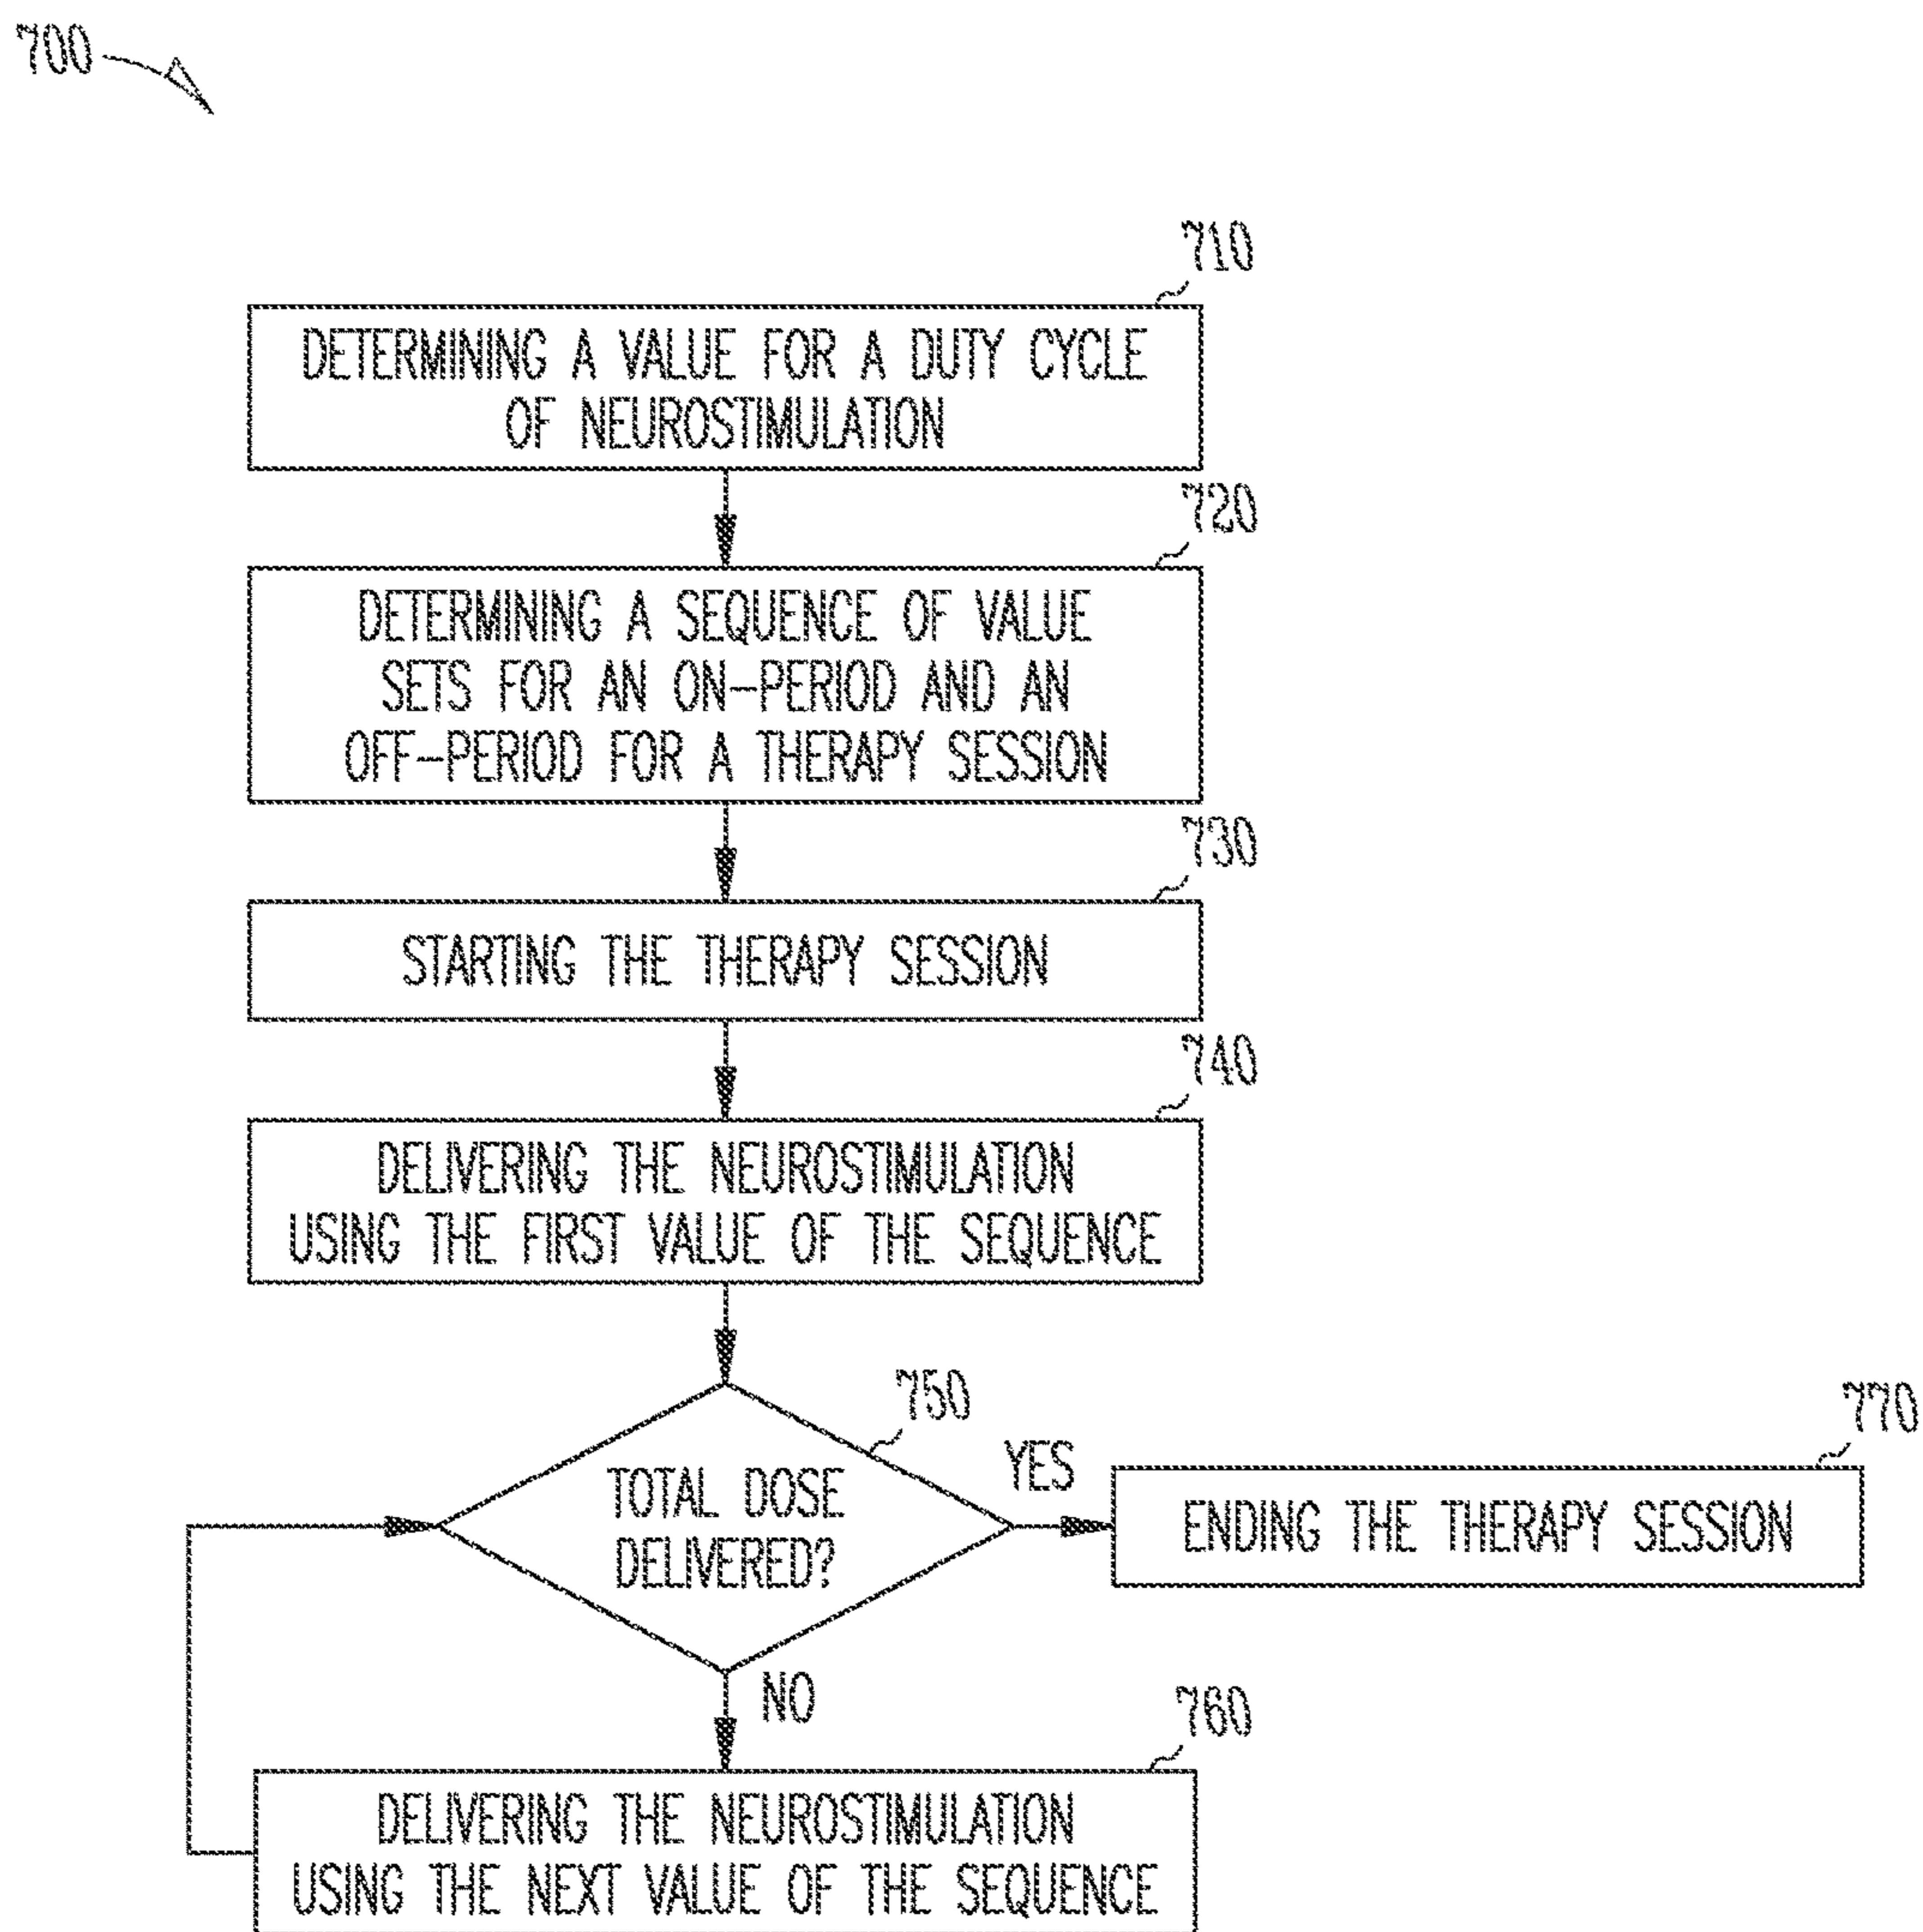 700
710
DETERMINING A VALUE FOR A DUTY CYCLE
OF NEUROSTIMULATION
720
DETERMINING A SEQUENCE OF VALUE
SETS FOR AN ON-PERIOD AND AN
OFF-PERIOD FOR A THERAPY SESSION
730
STARTING THE THERAPY SESSION
740
DELIVERING THE NEUROSTIMULATION
USING THE FIRST VALUE OF THE SEQUENCE
750
TOTAL DOSE
DELIVERED?
YES
770
ENDING THE THERAPY SESSION
NO
760
DELIVERING THE NEUROSTIMULATION
USING THE NEXT VALUE OF THE SEQUENCE